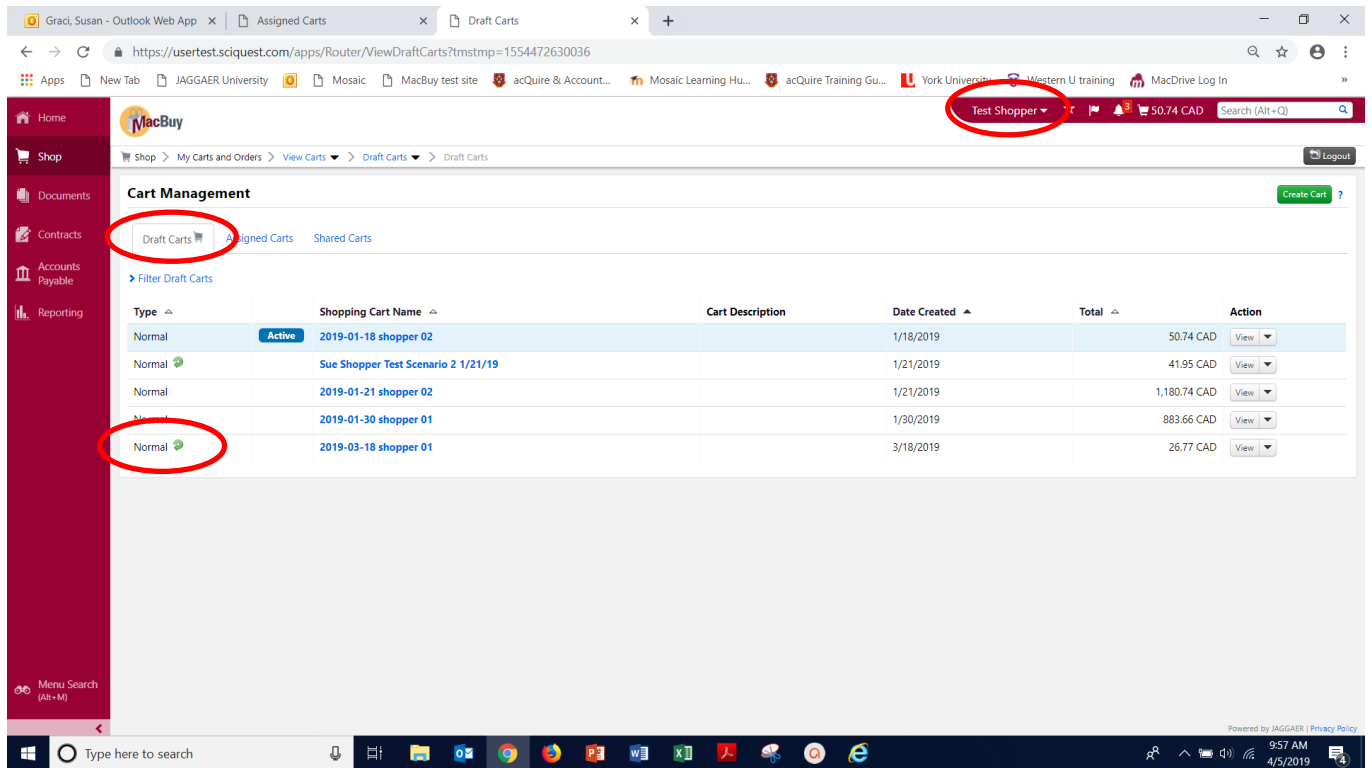 Graci, Susan - Outlook Web App
Assigned Carts
Draft Carts
https://usertest.sciquest.com/apps/Router/ViewDraftCarts?tmstmp=1554472630036
Apps New Tab JAGGAER University Mosaic MacBuy test site acQuire & Account... Mosaic Learning Hu... acQuire Training Gu... York University Western U training MacDrive Log In »
Home
MacBuy
Test Shopper 3 50.74 CAD Search (Alt+Q)
Shop
Shop > My Carts and Orders > View Carts > Draft Carts > Draft Carts
Logout
Documents
Cart Management
Create Cart ?
Contracts
Draft Carts Assigned Carts Shared Carts
Accounts
Payable
Filter Draft Carts
Reporting
Type Shopping Cart Name Cart Description Date Created Total Action
Normal Active 2019-01-18 shopper 02 1/18/2019 50.74 CAD View
Normal Sue Shopper Test Scenario 2 1/21/19 1/21/2019 41.95 CAD View
Normal 2019-01-21 shopper 02 1/21/2019 1,180.74 CAD View
Normal 2019-01-30 shopper 01 1/30/2019 883.66 CAD View
Normal 2019-03-18 shopper 01 3/18/2019 26.77 CAD View
Menu Search
(Alt+M)
Powered by JAGGAER | Privacy Policy
Type here to search
9:57 AM
4/5/2019
4